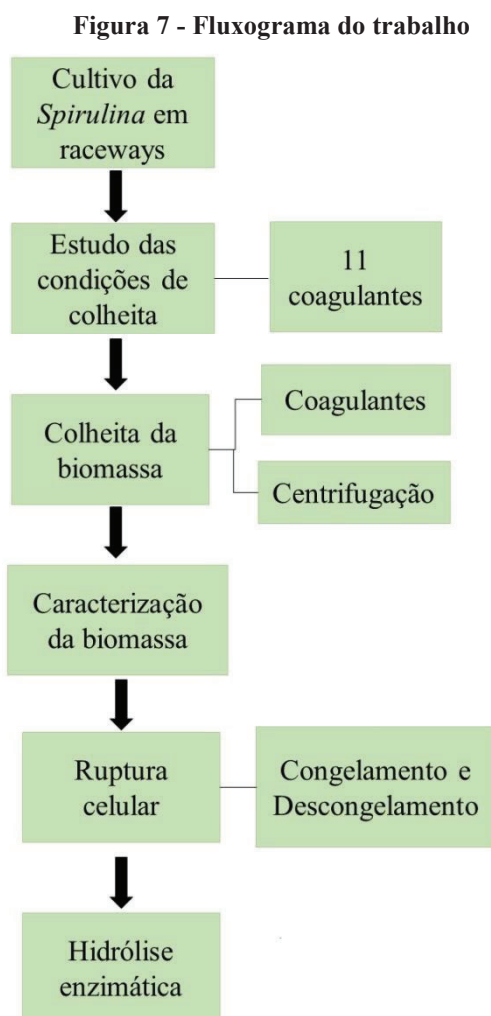 Figura 7 - Fluxograma do trabalho
Cultivo da
Spirulina em
raceways
Estudo das
condições de
colheita
11
coagulantes
Colheita da
biomassa
Coagulantes
Centrifugação
Caracterização
da biomassa
Ruptura
celular
Congelamento e
Descongelamento
Hidrólise
enzimática